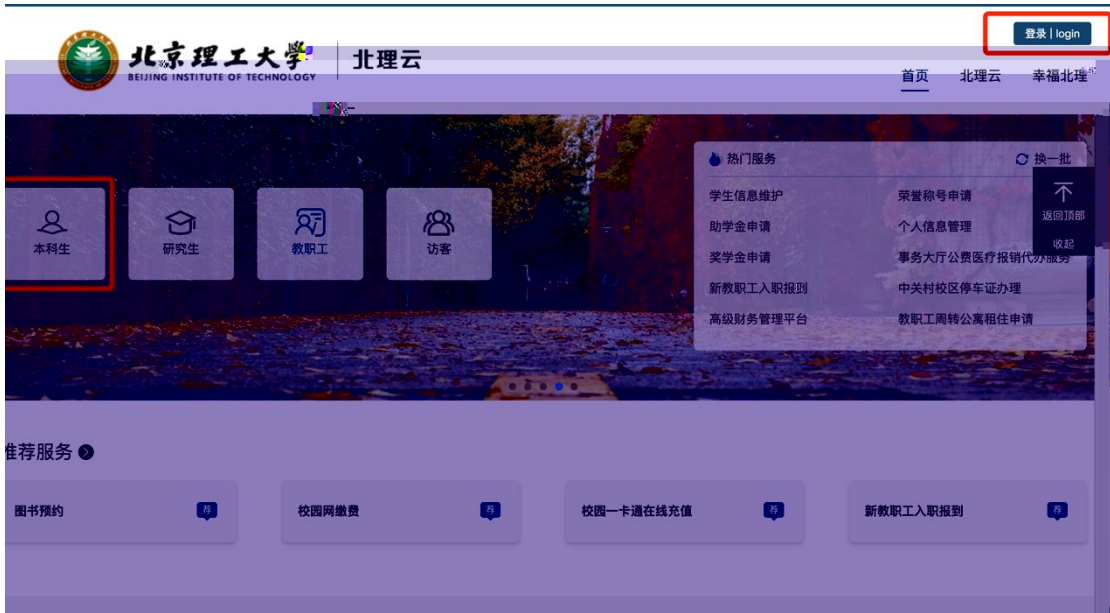 登录 | login
北京理工大学
BEIJING INSTITUTE OF TECHNOLOGY
北理云
首页 北理云 幸福北理
热门服务 换一批
学生信息维护 荣誉称号申请
助学金申请 个人信息管理
奖学金申请 事务大厅公费医疗报销代办服务
新教职工入职报到 中关村校区停车证办理
高级财务管理平台 教职工周转公寓租住申请
返回顶部
收起
本科生 研究生 教职工 访客
推荐服务
图书预约 荐 校园网缴费 荐 校园一卡通在线充值 荐 新教职工入职报到 荐